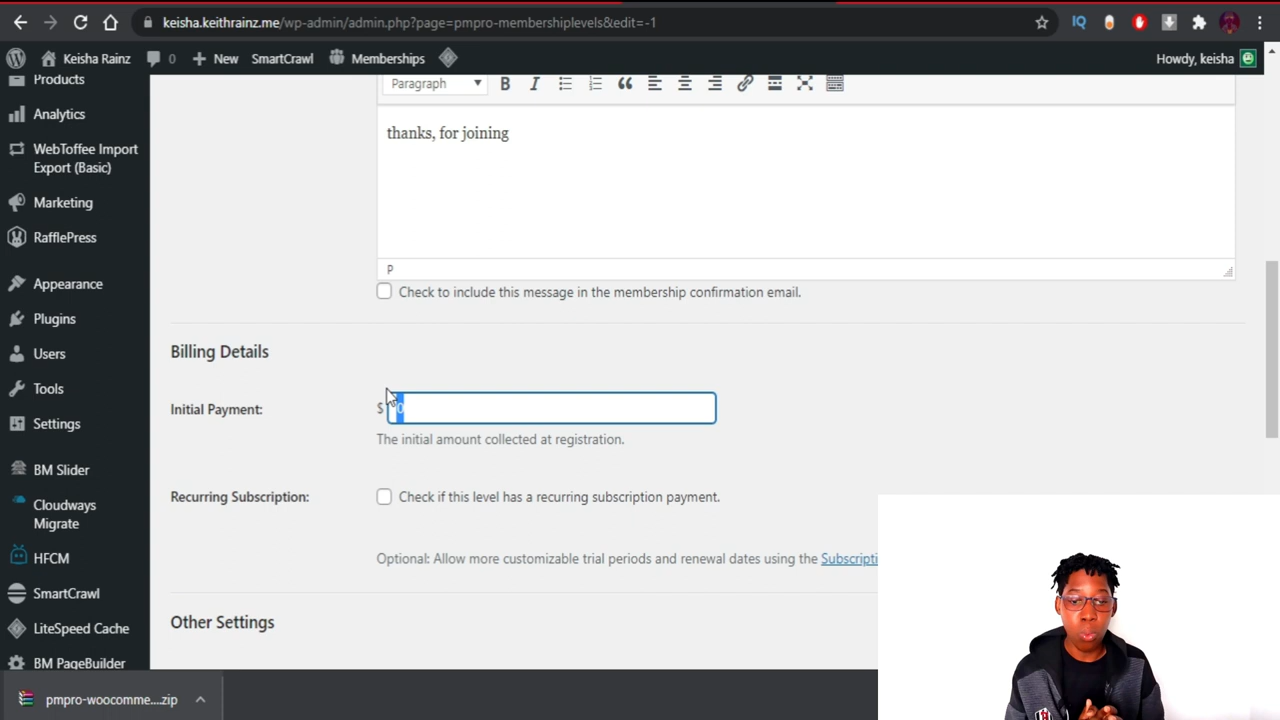 keisha.keithrainz.me/wp-admin/admin.php?page=pmpro-membershiplevels&edit=-1
Keisha Rainz
0
New
SmartCrawl
Memberships
Howdy, keisha
Products
Analytics
WebToffee Import
Export (Basic)
Marketing
RafflePress
Appearance
Plugins
Users
Tools
Settings
BM Slider
Cloudways
Migrate
HFCM
SmartCrawl
LiteSpeed Cache
BM PageBuilder
Paragraph
thanks, for joining
P
Check to include this message in the membership confirmation email.
Billing Details
Initial Payment:
$ 0
The initial amount collected at registration.
Recurring Subscription:
Check if this level has a recurring subscription payment.
Optional: Allow more customizable trial periods and renewal dates using the Subscripti
Other Settings
pmpro-woocomme....zip